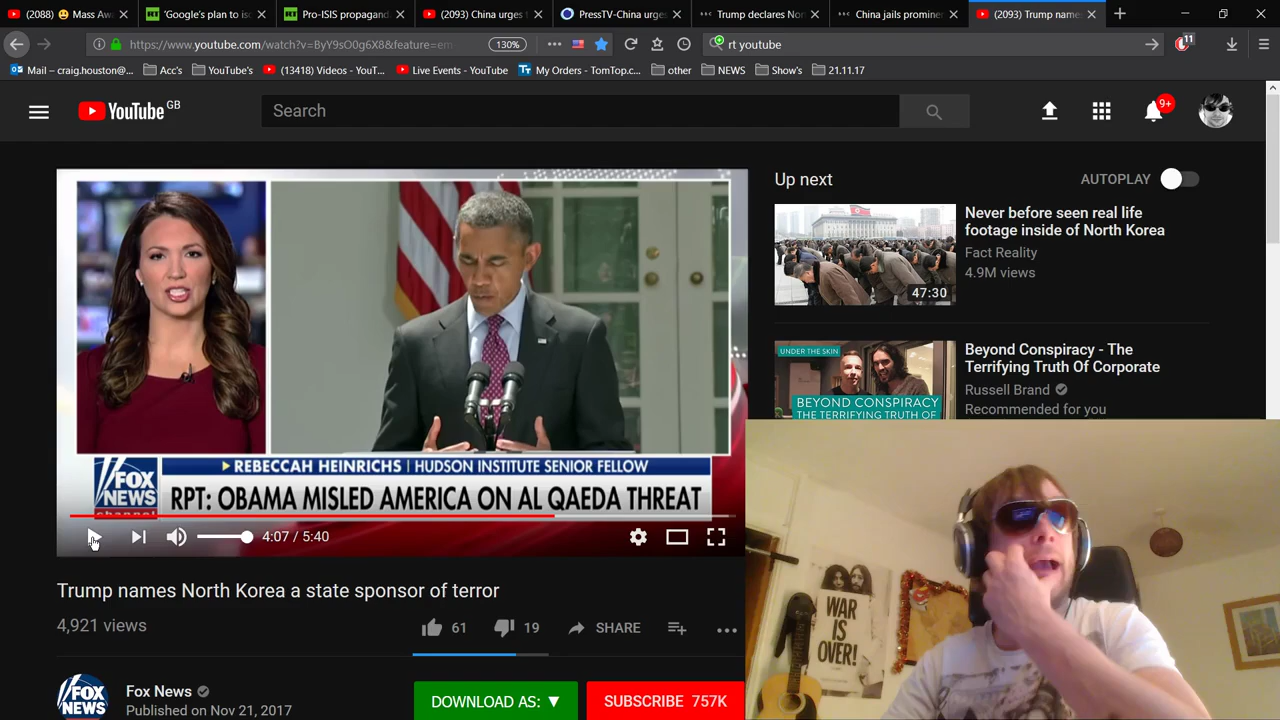 (2088) 😃 Mass Aw
'Google's plan to is
Pro-ISIS propagand
(2093) China urges t
PressTV-China urge
Trump declares Nor
China jails promine
(2093) Trump name
https://www.youtube.com/watch?v=ByY9sO0g6X8&feature=em
130%
rt youtube
11
Mail – craig.houston@...
Acc's
YouTube's
(13418) Videos - YouT...
Live Events - YouTube
My Orders - TomTop.c...
other
NEWS
Show's
21.11.17
YouTube GB
Search
9+
Up next
AUTOPLAY
Never before seen real life
footage inside of North Korea
Fact Reality
4.9M views
47:30
UNDER THE SKIN
BEYOND CONSPIRACY
THE TERRIFYING TRUTH OF
Beyond Conspiracy - The
Terrifying Truth Of Corporate
Russell Brand
Recommended for you
REBECCAH HEINRICHS | HUDSON INSTITUTE SENIOR FELLOW
FOX
NEWS
channel
RPT: OBAMA MISLED AMERICA ON AL QAEDA THREAT
4:07 / 5:40
Trump names North Korea a state sponsor of terror
4,921 views
61
19
SHARE
FOX
NEWS
Fox News
Published on Nov 21, 2017
DOWNLOAD AS: ▼
SUBSCRIBE 757K
WAR
IS
OVER!